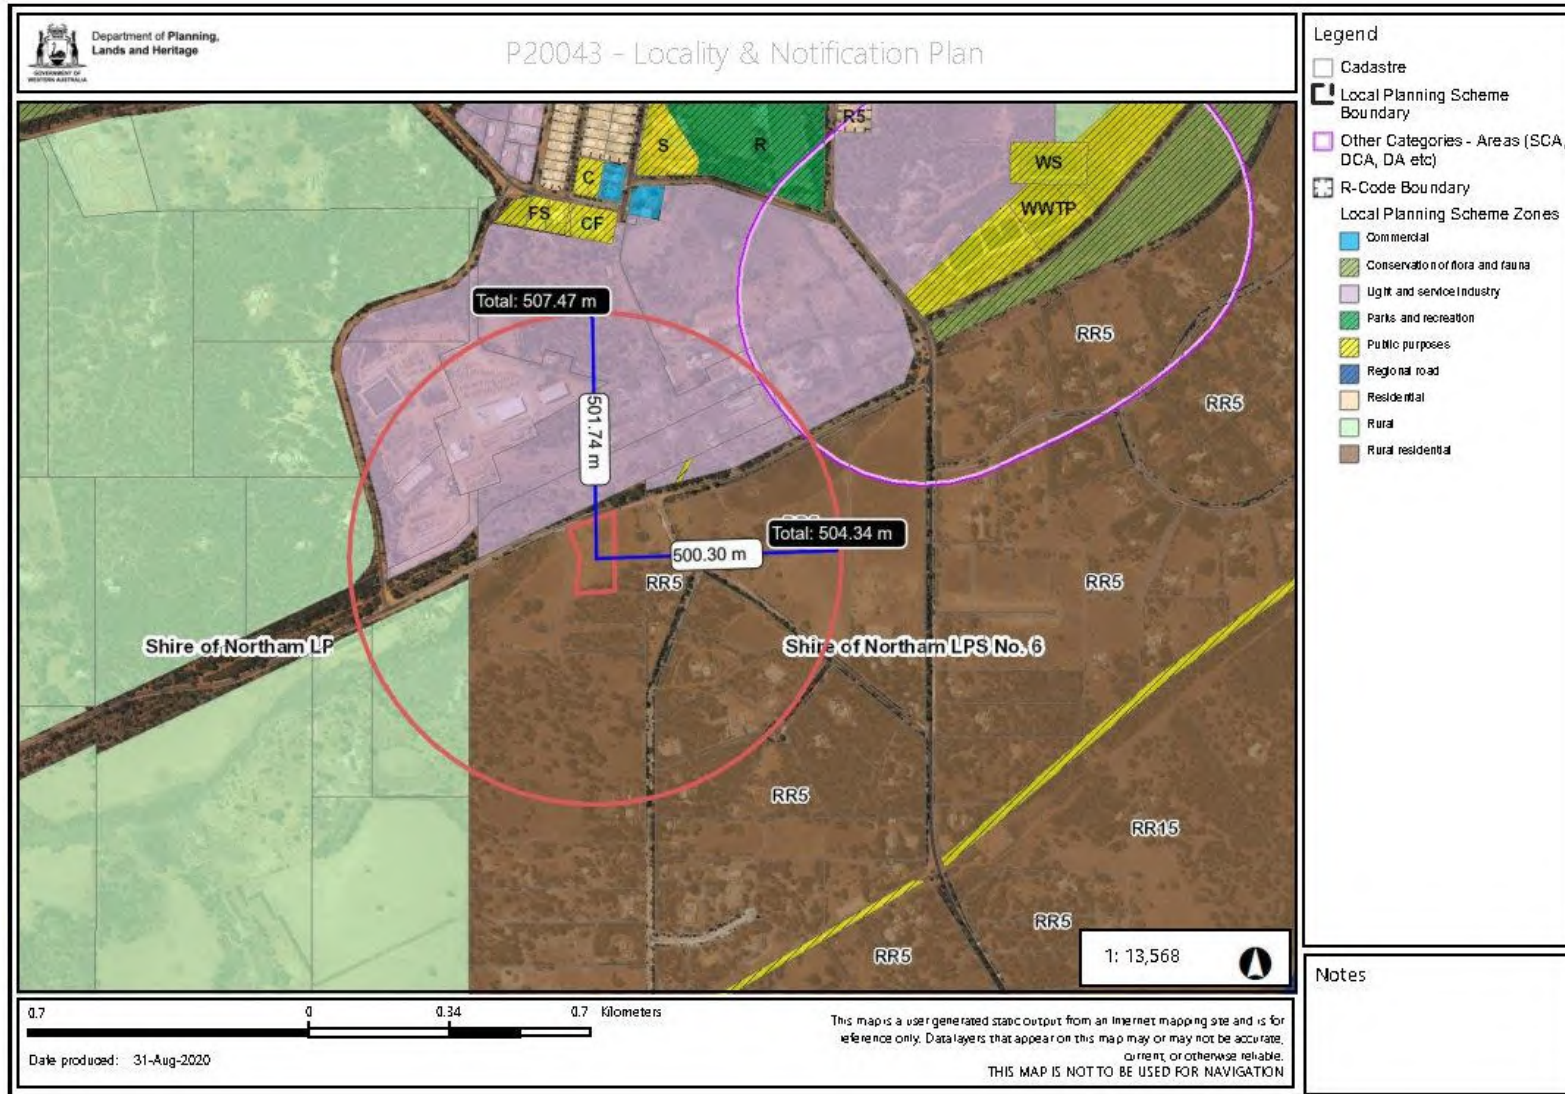 Department of Planning,
Lands and Heritage
GOVERNMENT OF
WESTERN AUSTRALIA
P20043 - Locality & Notification Plan
R5
S
R
WS
C
WWTP
FS
CF
Total: 507.47 m
RR5
RR5
501.74 m
Total: 504.34 m
500.30 m
RR5
RR5
Shire of Northam LP
Shire of Northam LPS No. 6
RR5
RR15
RR5
RR5
1: 13,568
Legend
Cadastre
Local Planning Scheme
Boundary
Other Categories - Areas (SCA,
DCA, DA etc)
R-Code Boundary
Local Planning Scheme Zones
Commercial
Conservation of flora and fauna
Light and service industry
Parks and recreation
Public purposes
Regional road
Residential
Rural
Rural residential
Notes
0.7 0 0.34 0.7 Kilometers
Date produced: 31-Aug-2020
This map is a user generated static output from an Internet mapping site and is for
reference only. Data layers that appear on this map may or may not be accurate,
current, or otherwise reliable.
THIS MAP IS NOT TO BE USED FOR NAVIGATION